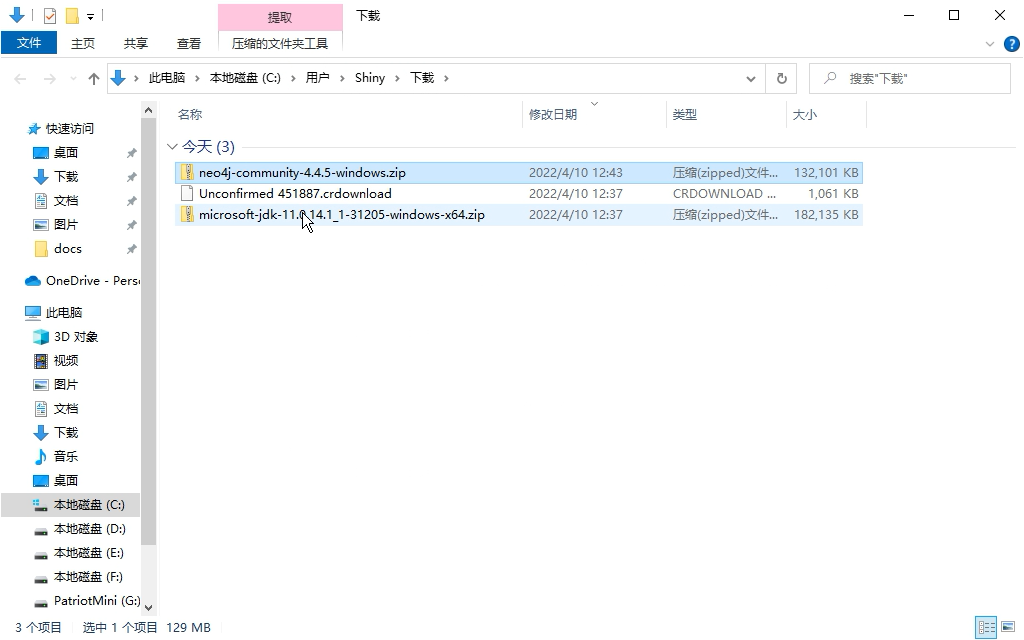 提取
下载
文件 主页 共享 查看 压缩的文件夹工具
此电脑 本地磁盘 (C:) 用户 Shiny 下载 搜索"下载"
名称 修改日期 类型 大小
今天 (3)
neo4j-community-4.4.5-windows.zip 2022/4/10 12:43 压缩(zipped)文件... 132,101 KB
Unconfirmed 451887.crdownload 2022/4/10 12:37 CRDOWNLOAD ... 1,061 KB
microsoft-jdk-11.0.14.1_1-31205-windows-x64.zip 2022/4/10 12:37 压缩(zipped)文件... 182,135 KB
快速访问
桌面
下载
文档
图片
docs
OneDrive - Perso
此电脑
3D 对象
视频
图片
文档
下载
音乐
桌面
本地磁盘 (C:)
本地磁盘 (D:)
本地磁盘 (E:)
本地磁盘 (F:)
PatriotMini (G:)
3 个项目 选中 1 个项目 129 MB